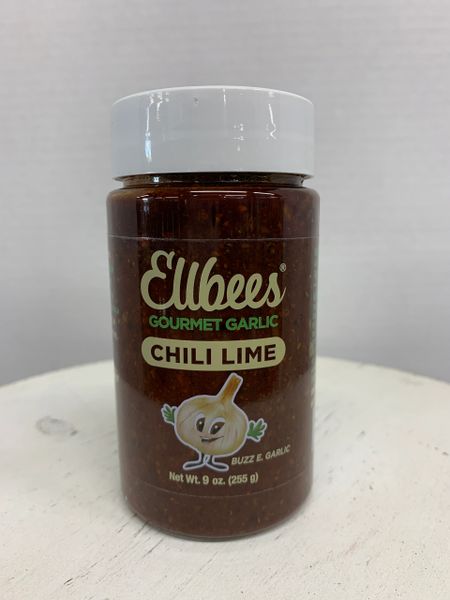 Ellbees®
GOURMET GARLIC
CHILI LIME
BUZZ E. GARLIC
Net Wt. 9 oz. (255 g)